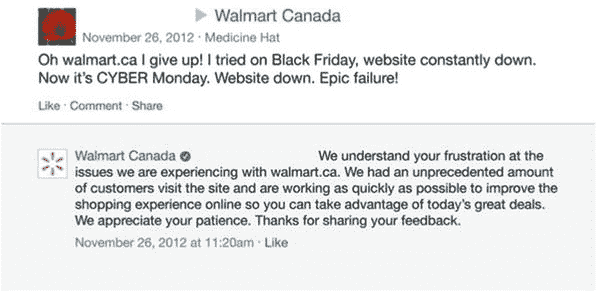 ▶ Walmart Canada
November 26, 2012 · Medicine Hat
Oh walmart.ca I give up! I tried on Black Friday, website constantly down.
Now it's CYBER Monday. Website down. Epic failure!
Like · Comment · Share
Walmart Canada We understand your frustration at the
issues we are experiencing with walmart.ca. We had an unprecedented amount
of customers visit the site and are working as quickly as possible to improve the
shopping experience online so you can take advantage of today's great deals.
We appreciate your patience. Thanks for sharing your feedback.
November 26, 2012 at 11:20am · Like